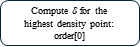 Compute δ for the
highest density point:
order[0]